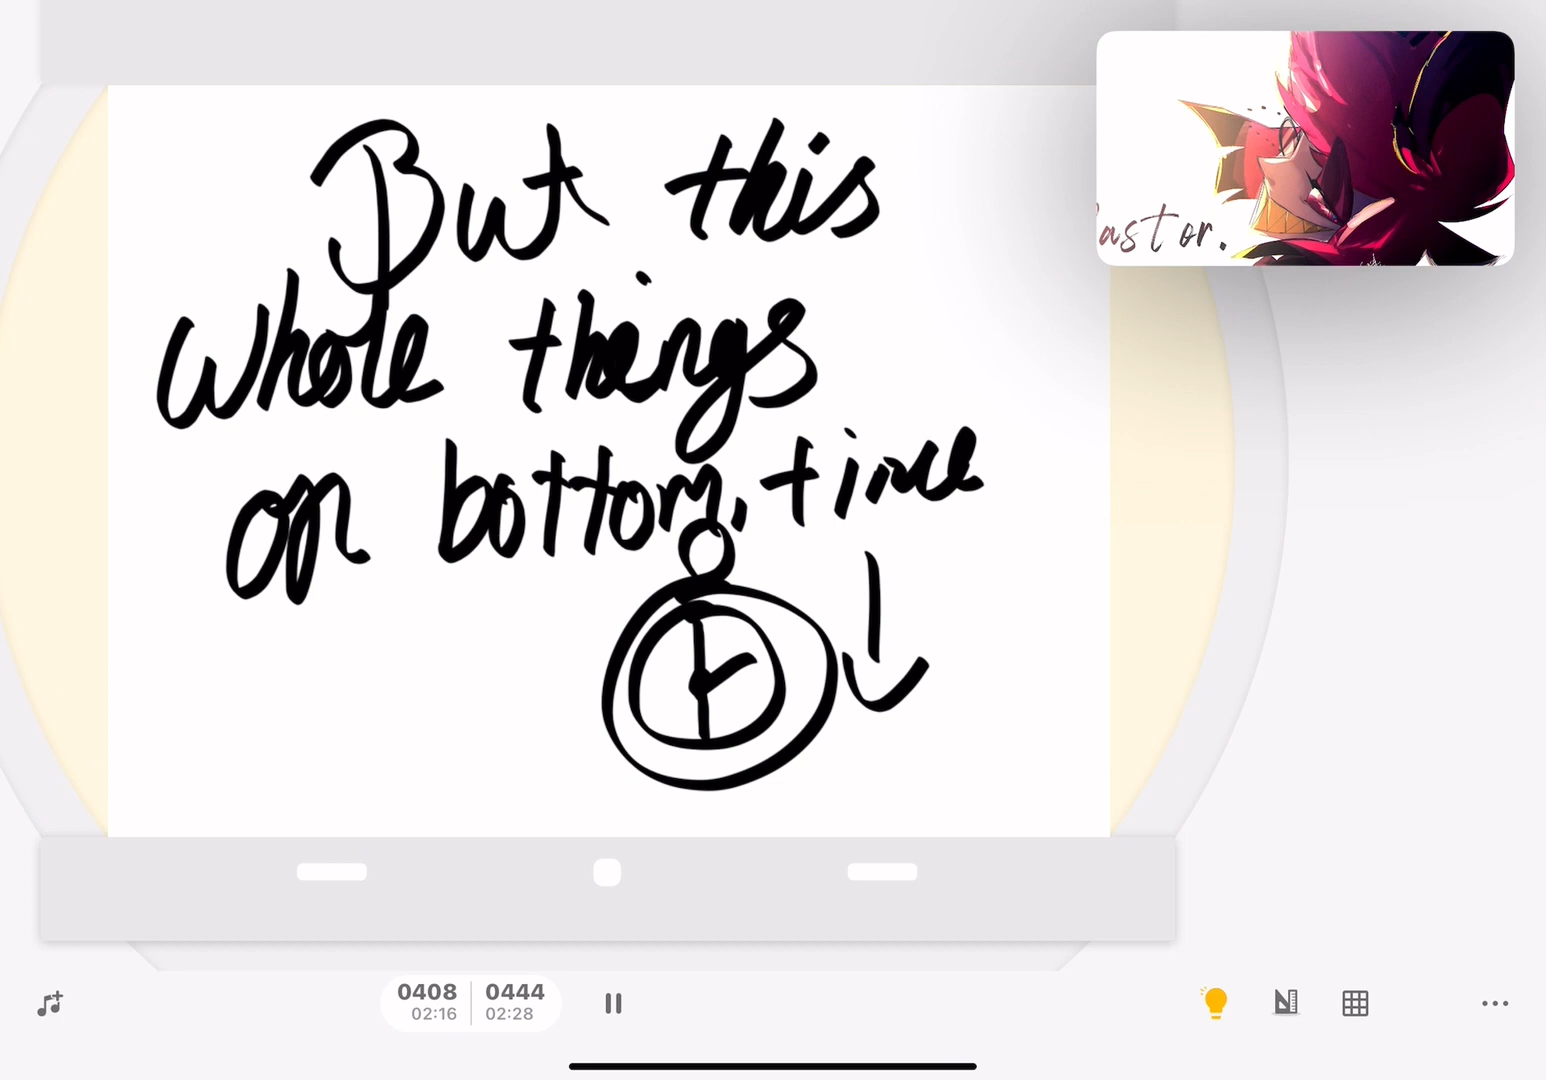 But this
whole things
on bottom, time
astor.
0408
0444
02:16
02:28